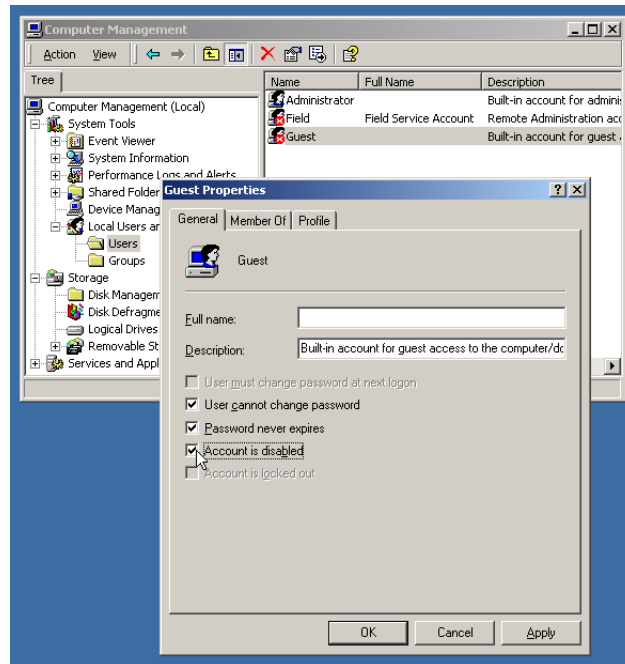 Computer Management
Action View
Tree
Name Full Name Description
Computer Management (Local)
System Tools
Event Viewer
System Information
Performance Logs and Alerts
Shared Folder
Device Manag
Local Users ar
Users
Groups
Storage
Disk Managem
Disk Defragme
Logical Drives
Removable St
Services and Appl
Administrator Built-in account for adminis
Field Field Service Account Remote Administration acc
Guest Built-in account for guest
Guest Properties
General Member Of Profile
Guest
Full name:
Description: Built-in account for guest access to the computer/dc
User must change password at next logon
User cannot change password
Password never expires
Account is disabled
Account is locked out
OK Cancel Apply